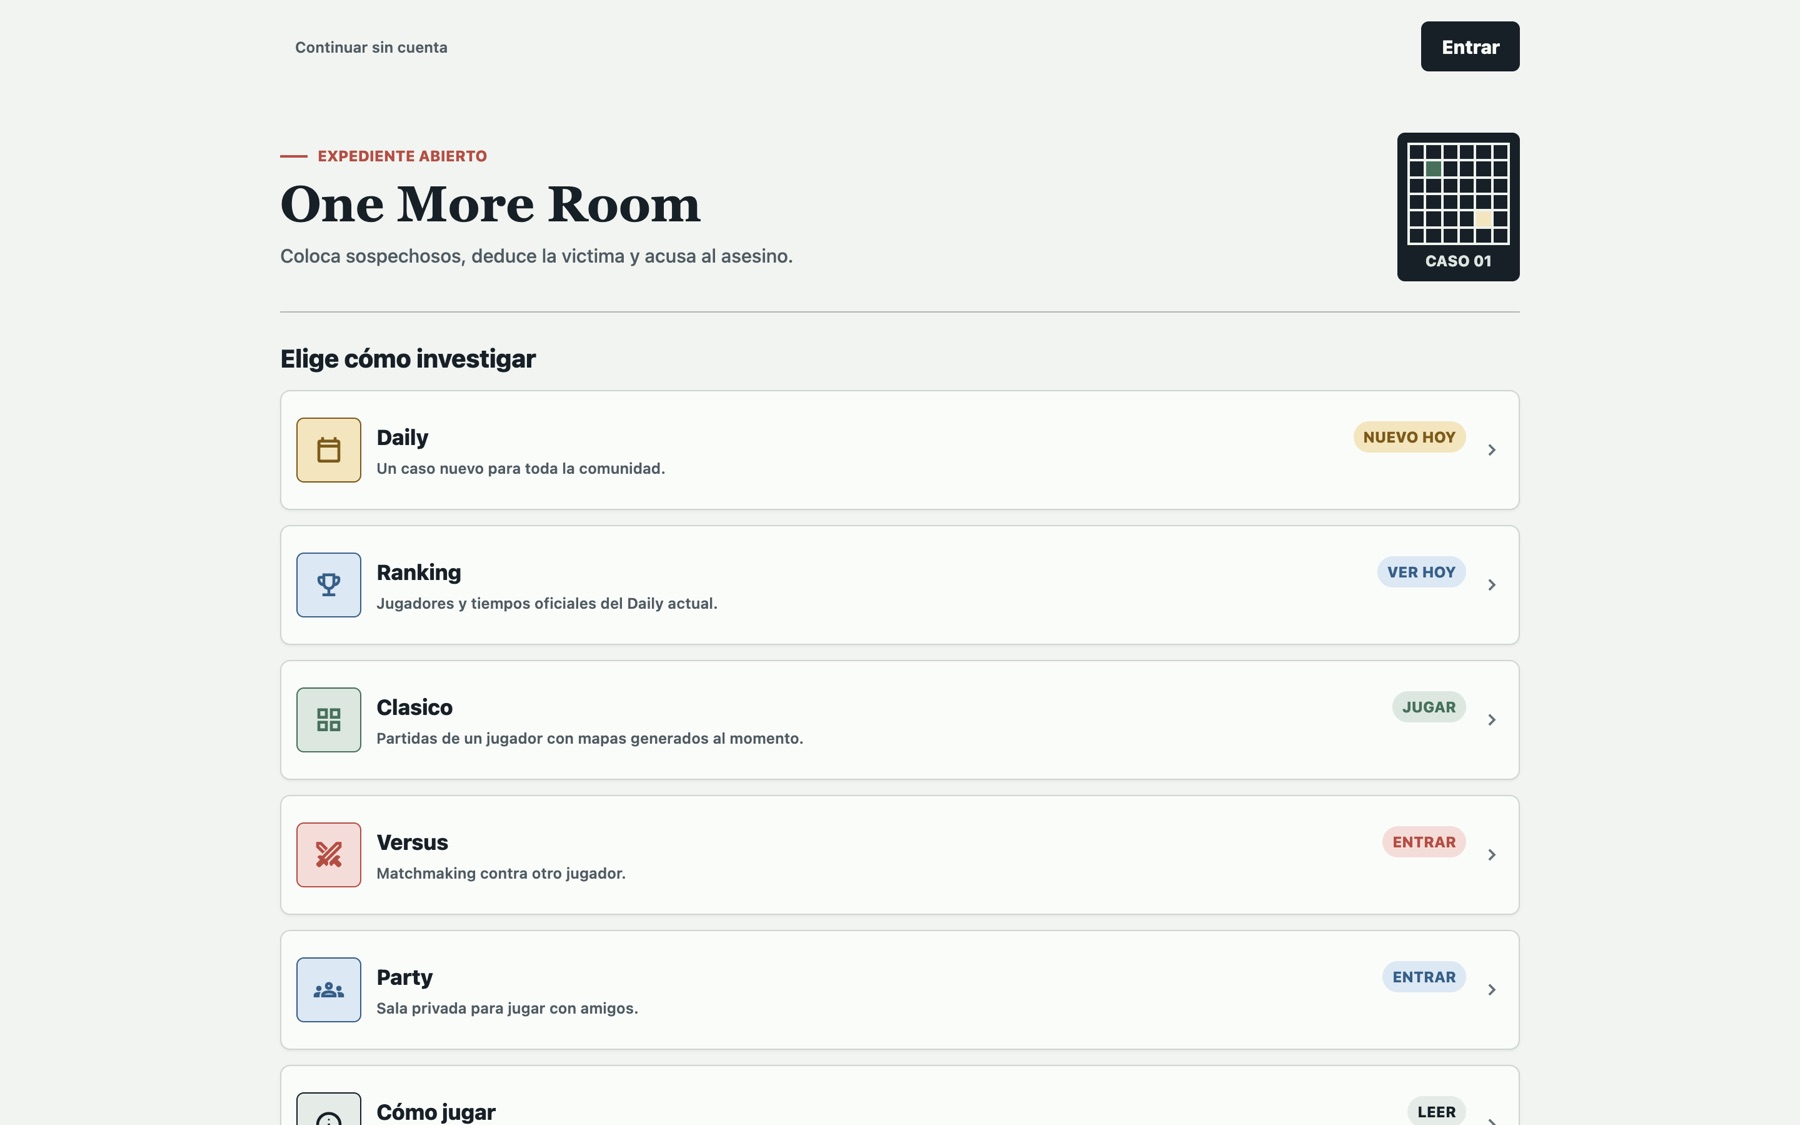 Continuar sin cuenta
Entrar
EXPEDIENTE ABIERTO
One More Room
Coloca sospechosos, deduce la victima y acusa al asesino.
CASO 01
Elige cómo investigar
Daily
NUEVO HOY
Un caso nuevo para toda la comunidad.
Ranking
VER HOY
Jugadores y tiempos oficiales del Daily actual.
Clasico
JUGAR
Partidas de un jugador con mapas generados al momento.
Versus
ENTRAR
Matchmaking contra otro jugador.
Party
ENTRAR
Sala privada para jugar con amigos.
Cómo jugar
LEER